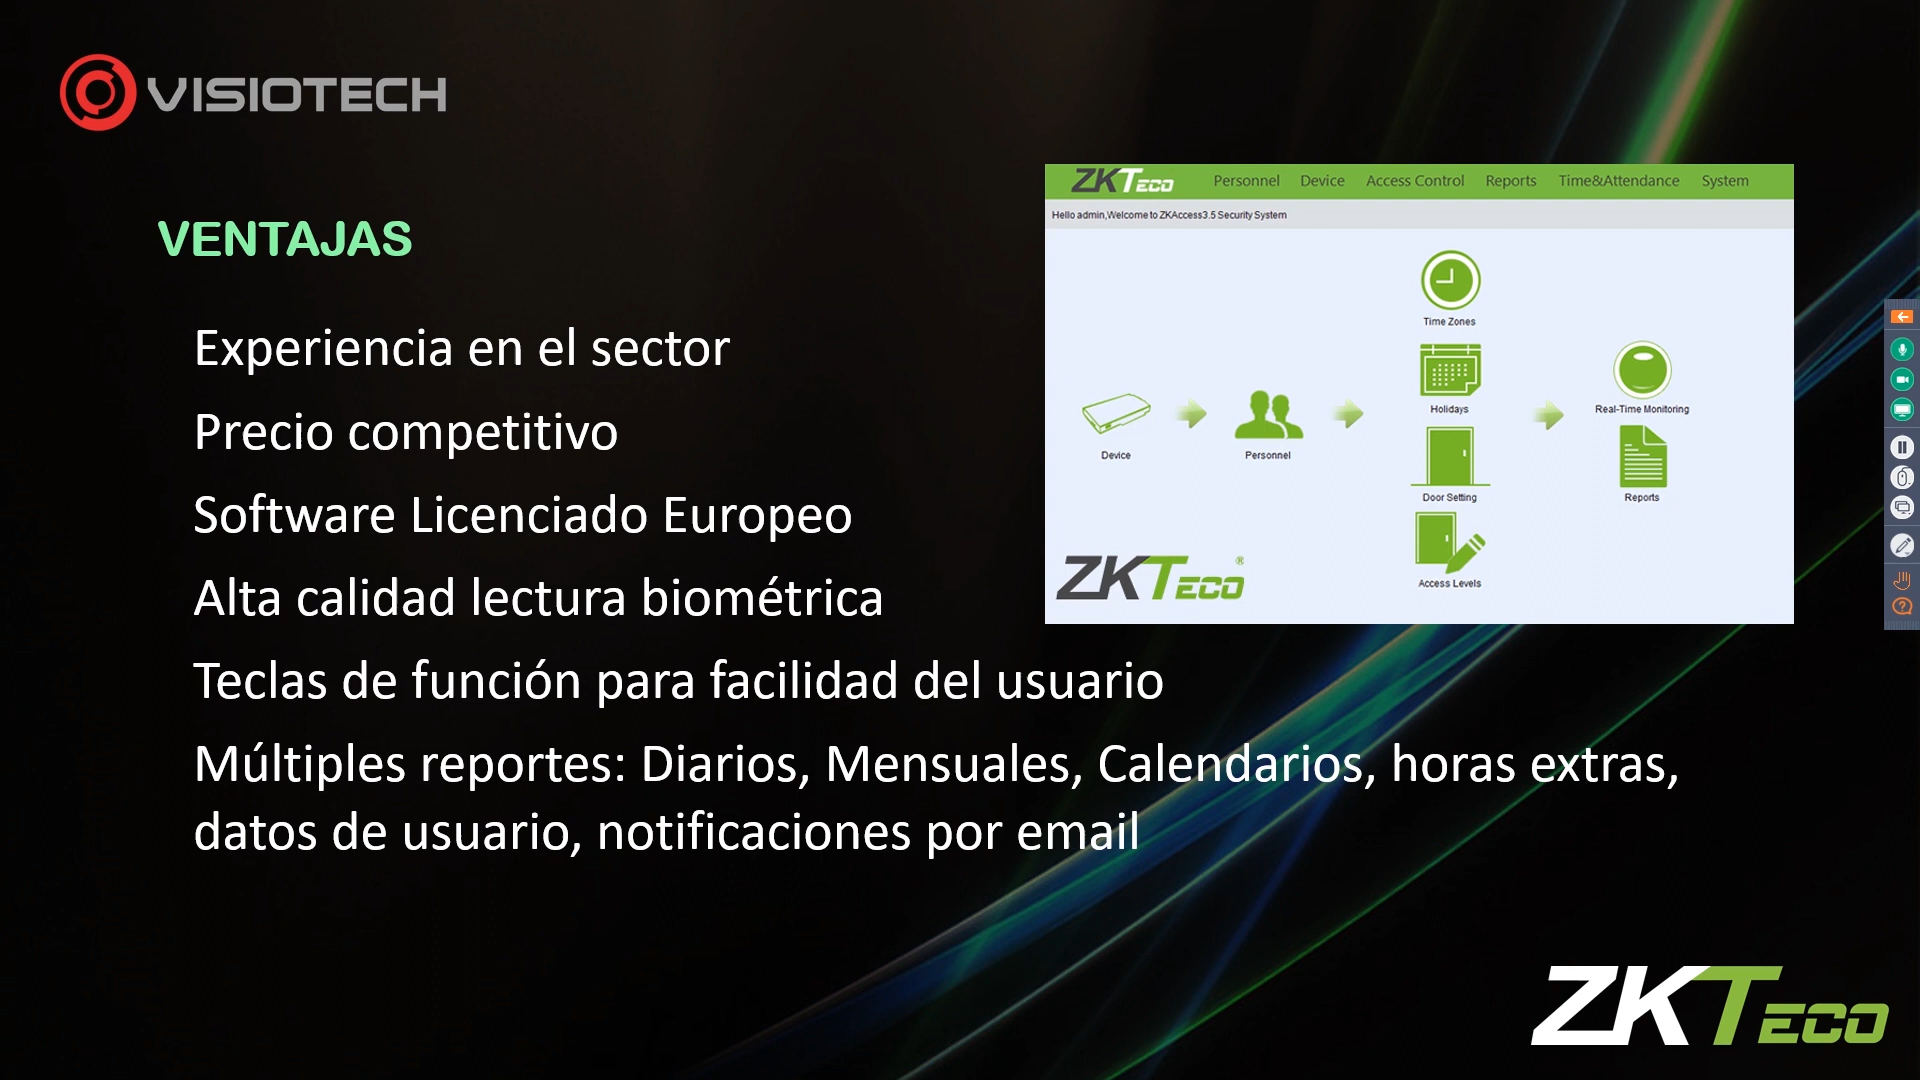 VISIOTECH
VENTAJAS
Experiencia en el sector
Precio competitivo
Software Licenciado Europeo
Alta calidad lectura biométrica
Teclas de función para facilidad del usuario
Múltiples reportes: Diarios, Mensuales, Calendarios, horas extras,
datos de usuario, notificaciones por email
ZKTECO Personnel Device Access Control Reports Time&Attendance System
Hello admin,Welcome to ZKAccess3.5 Security System
Time Zones
Holidays
Real-Time Monitoring
Device
Personnel
Door Setting
Reports
Access Levels
ZKTECO®
ZKTECO